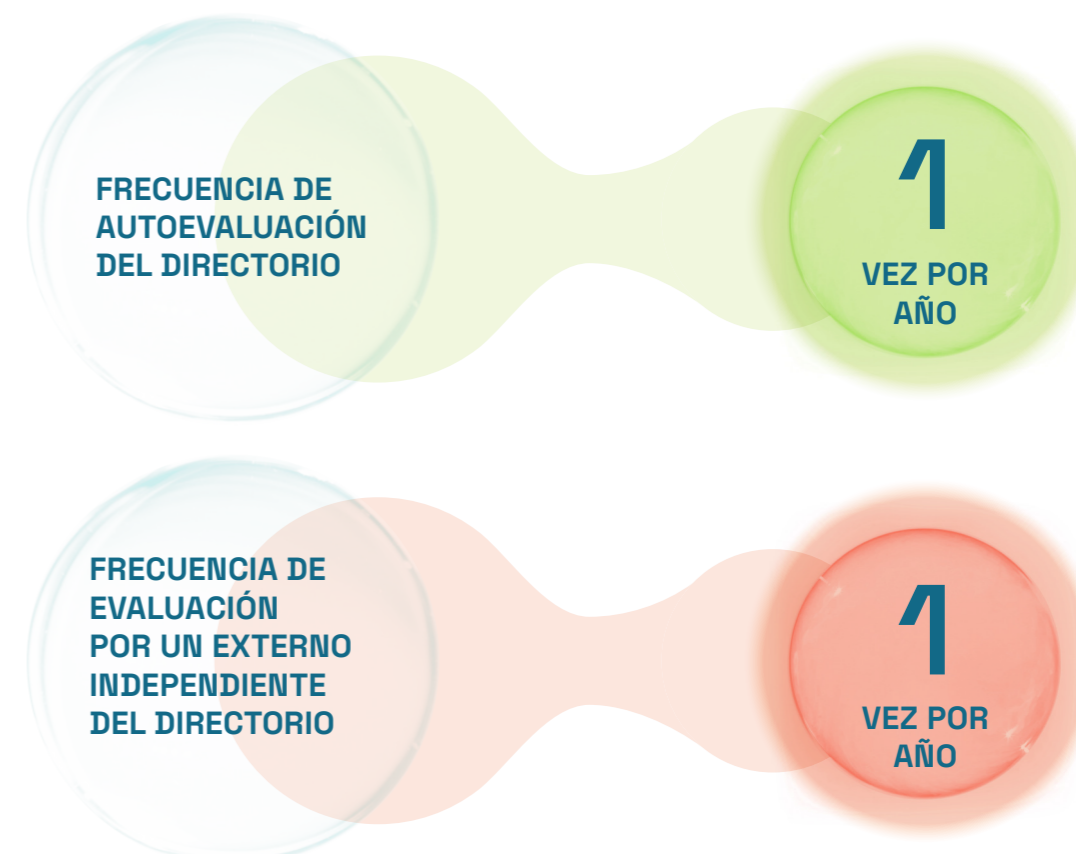 FRECUENCIA DE
AUTOEVALUACIÓN
DEL DIRECTORIO
1
VEZ POR
AÑO
FRECUENCIA DE
EVALUACIÓN
POR UN EXTERNO
INDEPENDIENTE
DEL DIRECTORIO
1
VEZ POR
AÑO